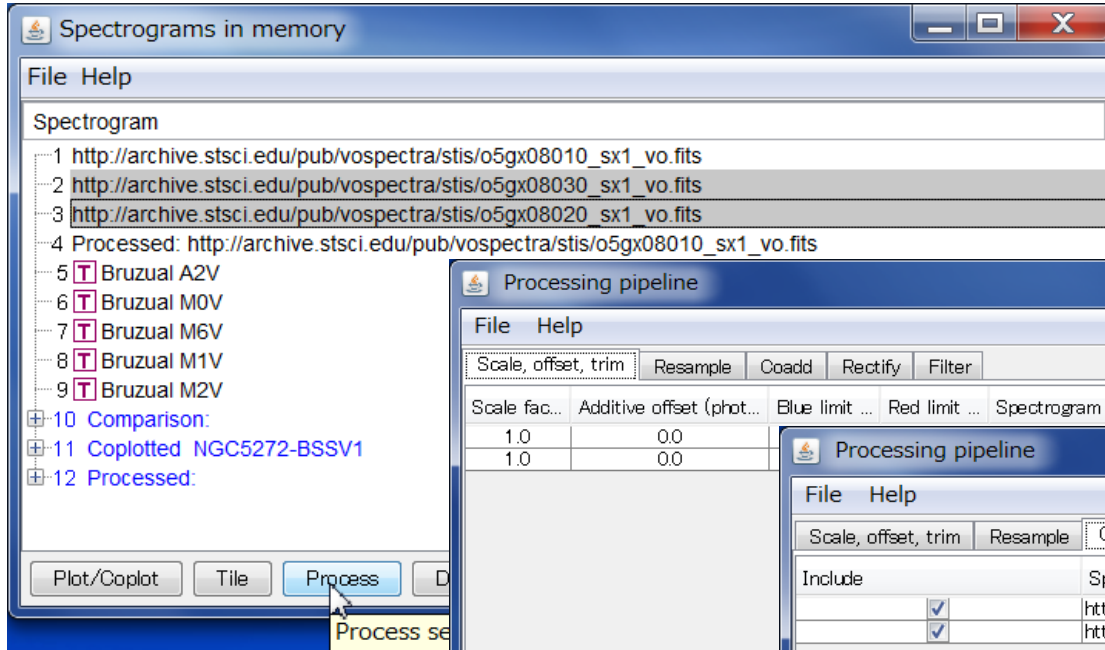 Spectrograms in memory
File Help
Spectrogram
1 http://archive.stsci.edu/pub/vospectra/stis/o5gx08010_sx1_vo.fits
2 http://archive.stsci.edu/pub/vospectra/stis/o5gx08030_sx1_vo.fits
3 http://archive.stsci.edu/pub/vospectra/stis/o5gx08020_sx1_vo.fits
4 Processed: http://archive.stsci.edu/pub/vospectra/stis/o5gx08010_sx1_vo.fits
5 T Bruzual A2V
6 T Bruzual M0V
7 T Bruzual M6V
8 T Bruzual M1V
9 T Bruzual M2V
10 Comparison:
11 Coplotted NGC5272-BSSV1
12 Processed:
Plot/Coplot Tile Process D
Process se
Processing pipeline
File Help
Scale, offset, trim Resample Coadd Rectify Filter
Scale fac... Additive offset (phot... Blue limit ... Red limit ... Spectrogram
1.0 0.0
1.0 0.0
Processing pipeline
File Help
Scale, offset, trim Resample
Include Sp
htt
htt